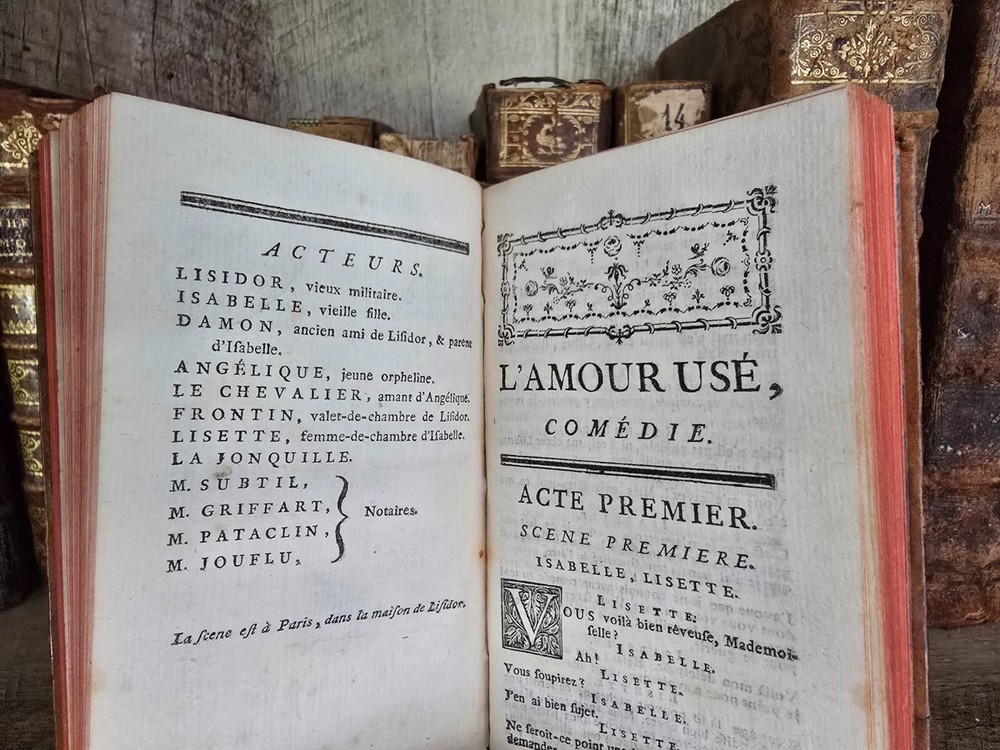 ACTEURS.
LISIDOR, vieux militaire.
ISABELLE, vieille fille.
DAMON, ancien ami de Liſidor, & parent
d'Iſabelle.
ANGÉLIQUE, jeune orpheline.
LE CHEVALIER, amant d'Angélique.
FRONTIN, valet-de-chambre de Liſidor.
LISETTE, femme-de-chambre d'Iſabelle.
LA JONQUILLE.
M. SUBTIL,
M. GRIFFART,
M. PATACLIN,
M. JOUFLU,
Notaires.
La ſcene eſt à Paris, dans la maiſon de Liſidor.
L'AMOUR USÉ,
COMÉDIE.
ACTE PREMIER.
SCENE PREMIERE.
ISABELLE, LISETTE.
LISETTE.
VOUS voilà bien rêveuſe, Mademoi-
ſelle?
ISABELLE.
Ah!
LISETTE.
Vous ſoupirez?
ISABELLE.
J'en ai bien ſujet.
LISETTE.
Ne ſeroit-ce point une
demander
14